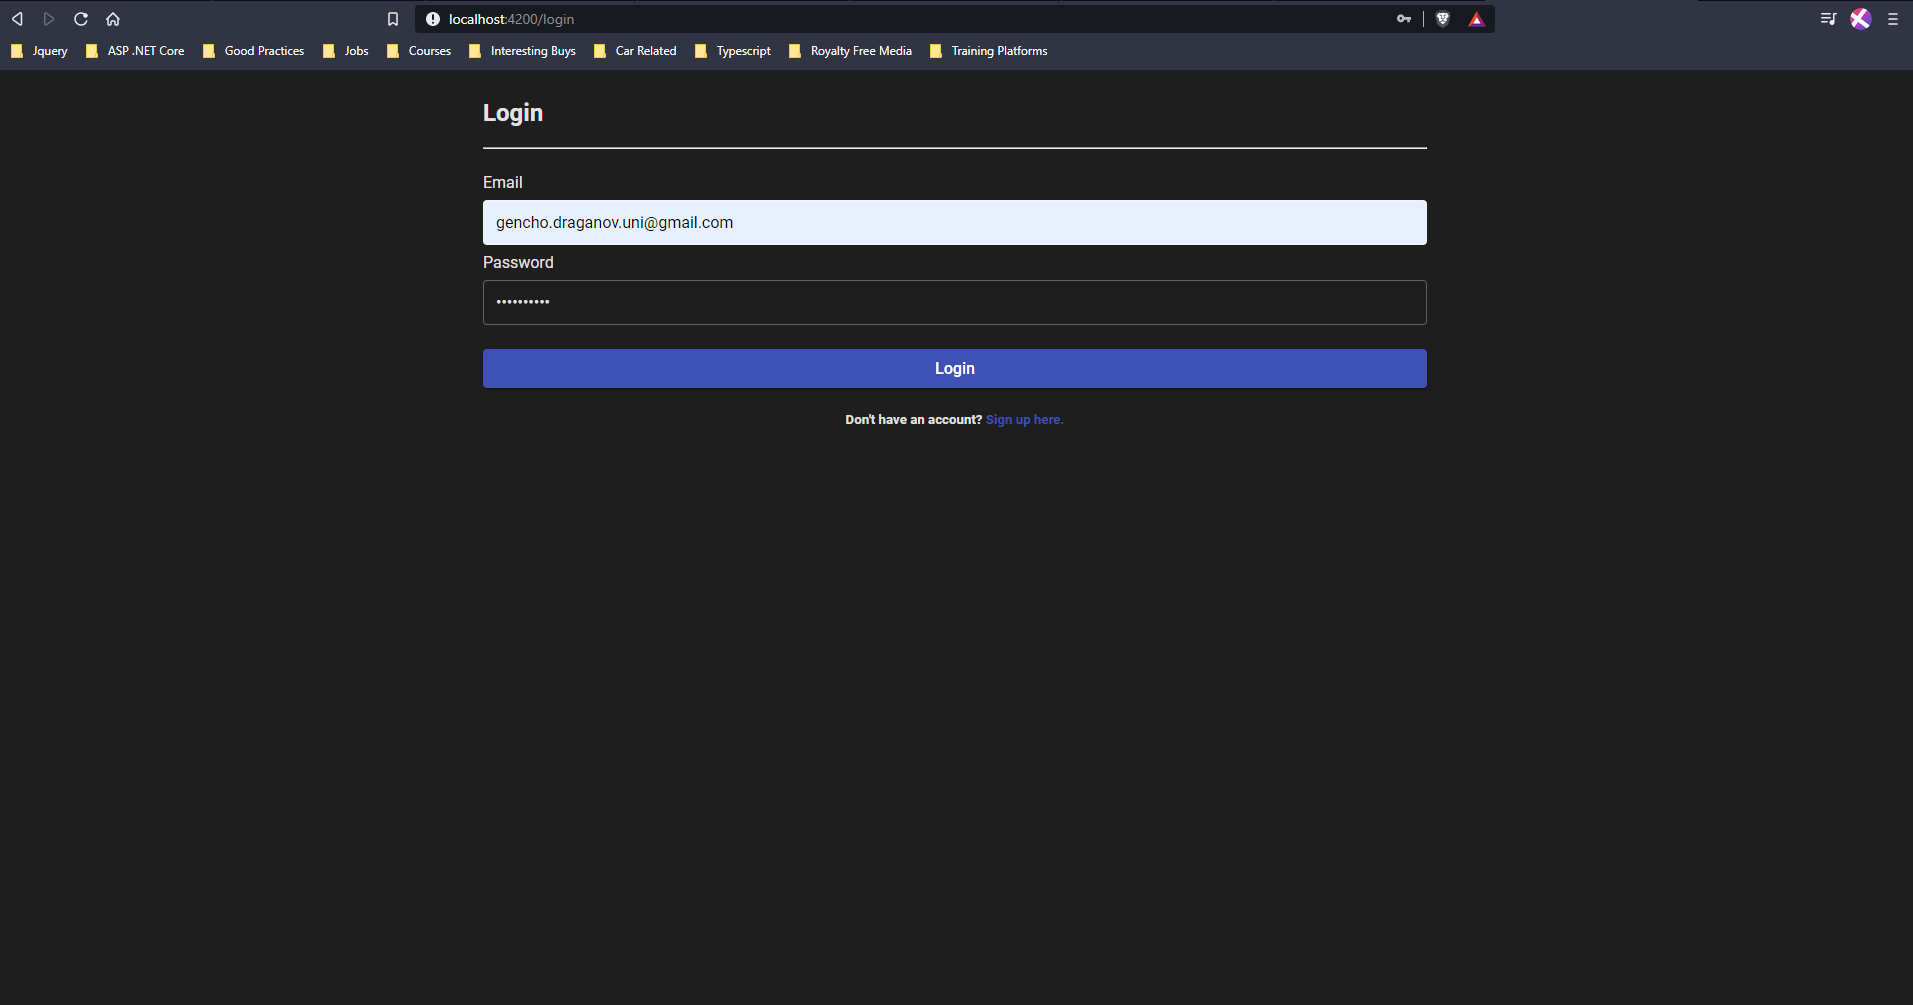 localhost:4200/login
Jquery ASP .NET Core Good Practices Jobs Courses Interesting Buys Car Related Typescript Royalty Free Media Training Platforms
Login
Email
gencho.draganov.uni@gmail.com
Password
••••••••••
Login
Don't have an account? Sign up here.